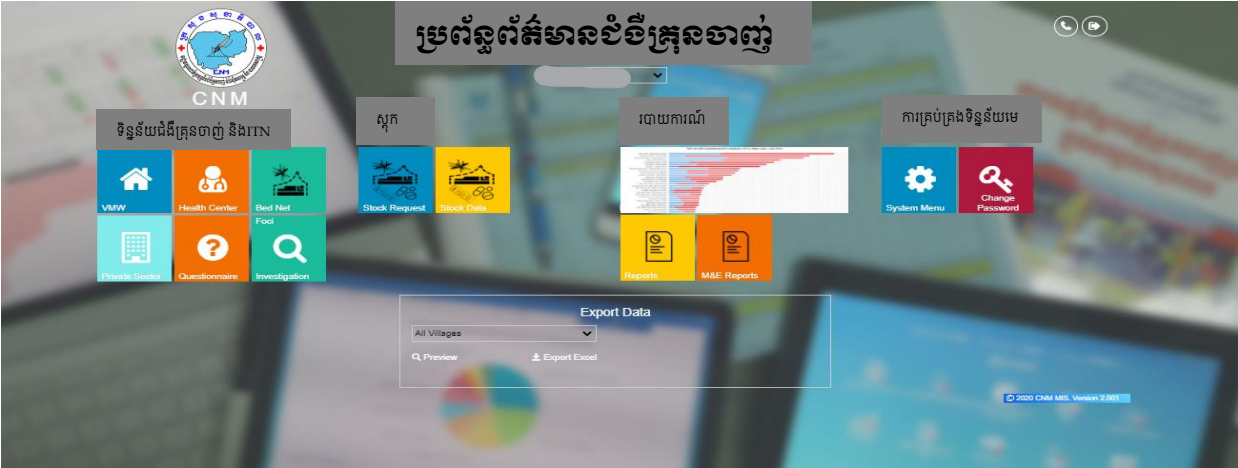 ប្រព័ន្ធព័ត៌មានជំងឺគ្រុនចាញ់
CNM
CNM
ទិន្នន័យជំងឺគ្រុនចាញ់ និងITN
ស្តុក
របាយការណ៍
ការគ្រប់គ្រងទិន្នន័យមេ
VMW
Health Center
Bed Net
Stock Request
Stock Data
System Menu
Change
Password
Private Sector
Questionnaire
Foci
Investigation
Reports
M&E Reports
Export Data
All Villages
Preview
Export Excel
© 2020 CNM MIS. Version 2.001